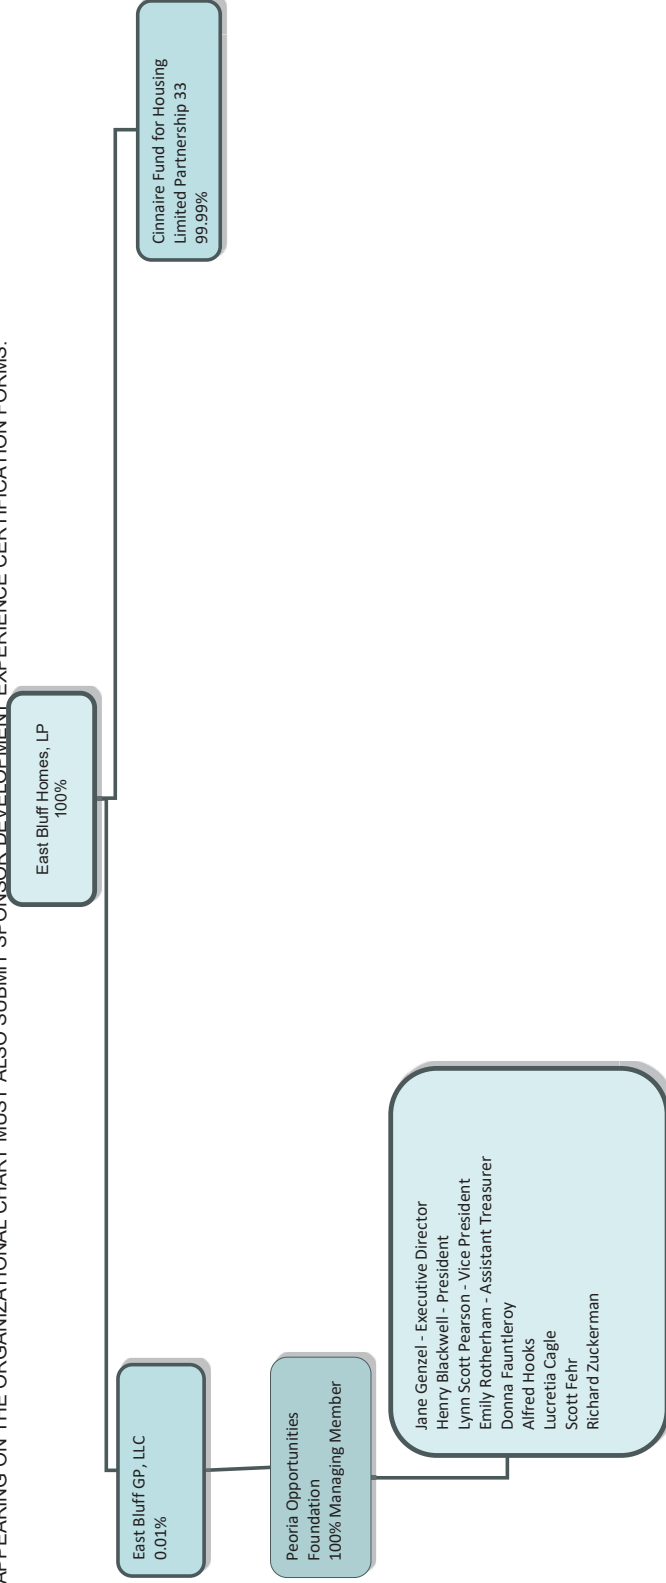 APPEARING ON THE ORGANIZATIONAL CHART MUST ALSO SUBMIT SPONSOR DEVELOPMENT EXPERIENCE CERTIFICATION FORMS.
East Bluff Homes, LP
100%
East Bluff GP, LLC
0.01%
Cinnaire Fund for Housing
Limited Partnership 33
99.99%
Peoria Opportunities
Foundation
100% Managing Member
Jane Genzel - Executive Director
Henry Blackwell - President
Lynn Scott Pearson - Vice President
Emily Rotherham - Assistant Treasurer
Donna Fauntleroy
Alfred Hooks
Lucretia Cagle
Scott Fehr
Richard Zuckerman